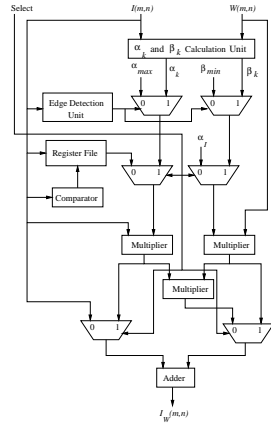 Select I(m,n) W(m,n)
α k and β k Calculation Unit
α max α k β min β k
Edge Detection
Unit
0 1 0 1
α I
Register File
0 1 0 1
Comparator
Multiplier Multiplier
Multiplier
0 1 0 1
Adder
I W (m,n)